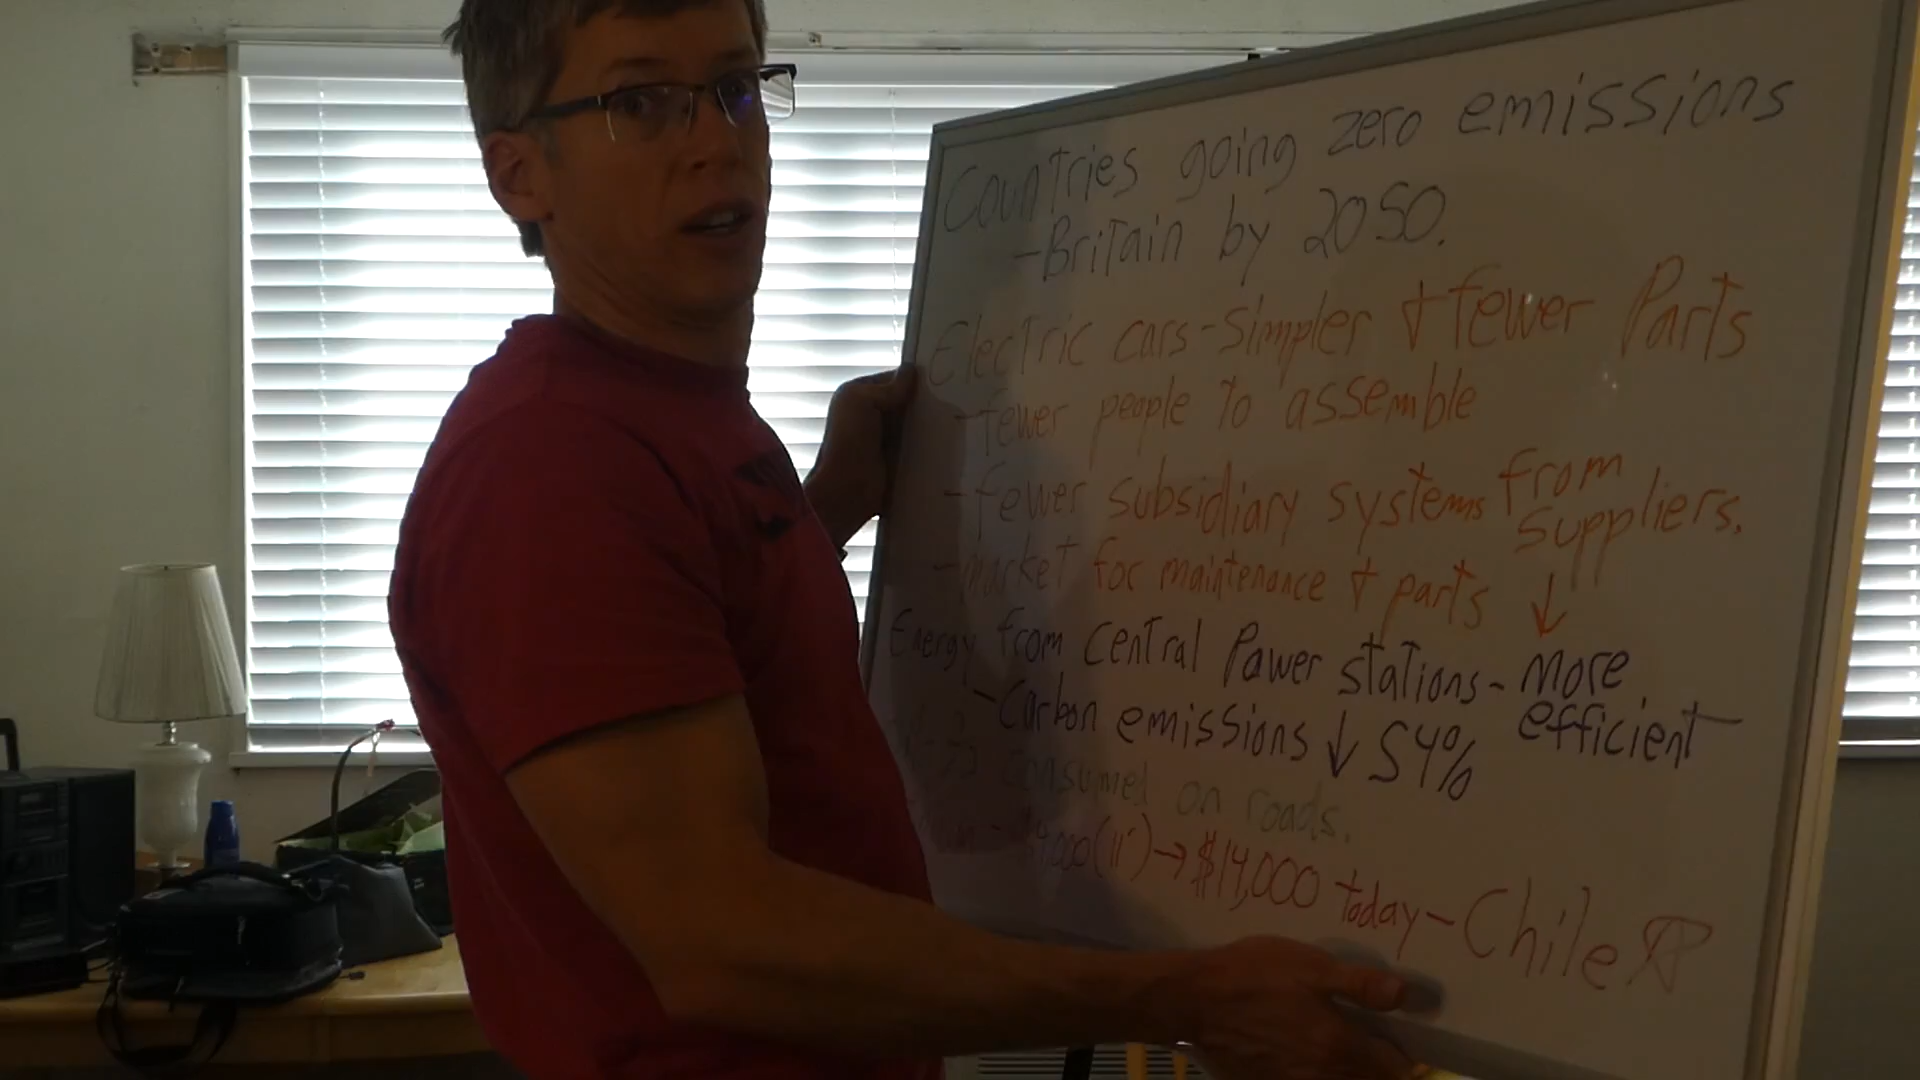 Countries going zero emissions
-Britain by 2050.
Electric cars-simpler + fewer Parts
-fewer people to assemble
-fewer subsidiary systems from suppliers.
-market for maintenance + parts ↓
Energy from Central Power stations- more efficient
-Carbon emissions ↓ 54%
consumed on roads.
(11') → $14,000 today- Chile